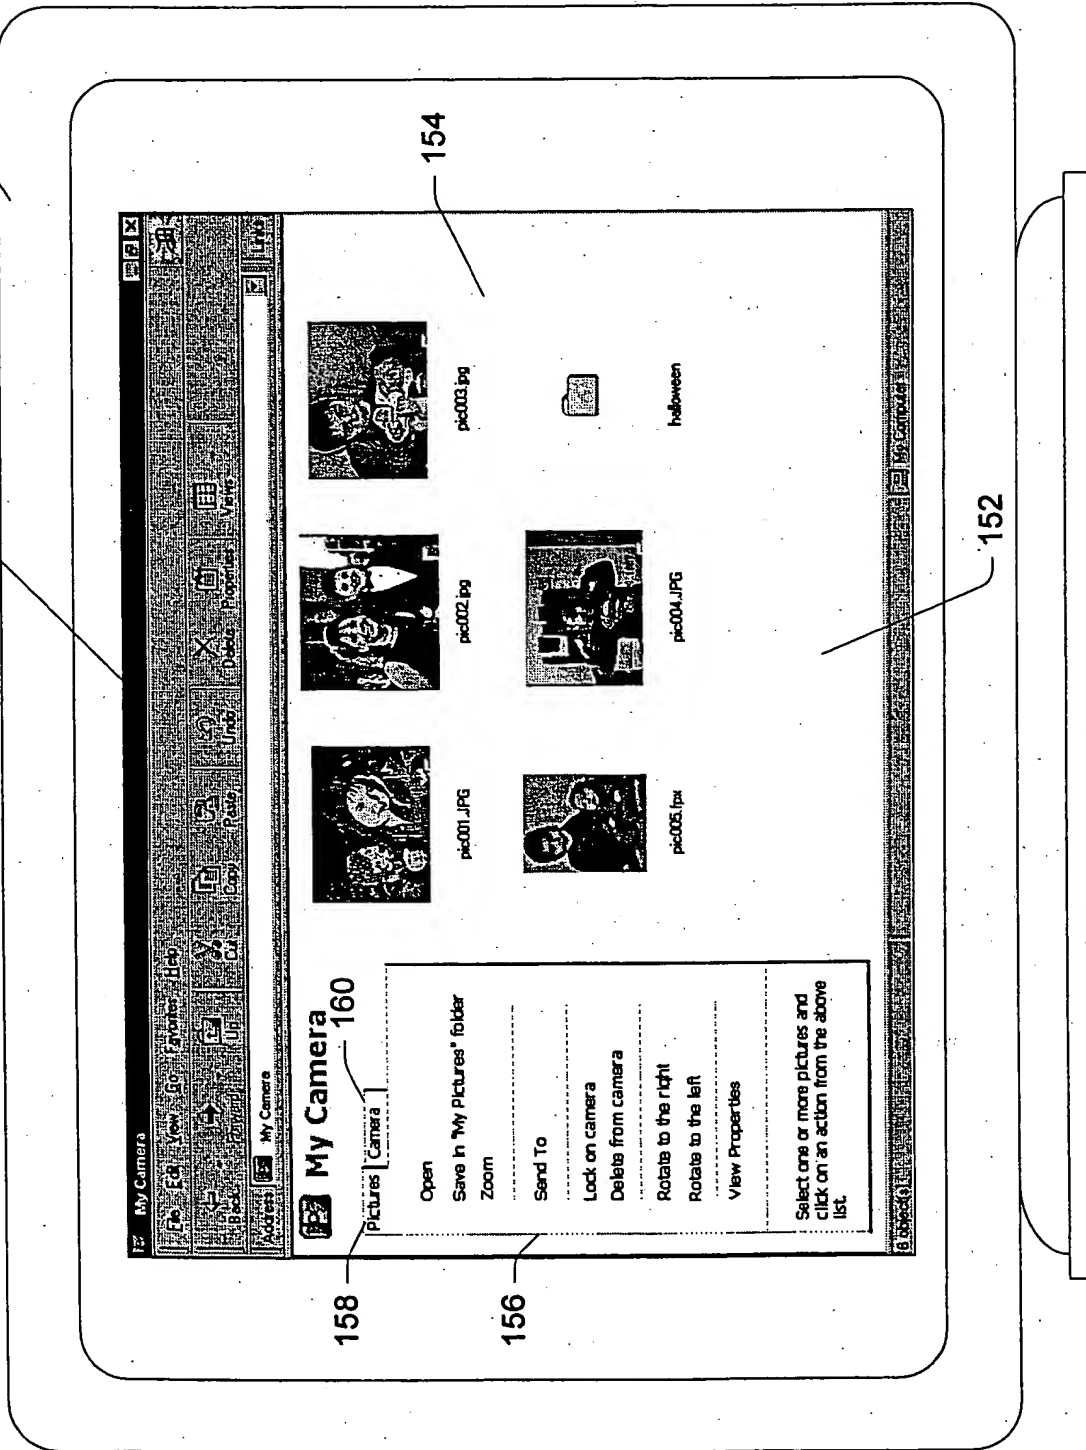 My Camera
File Edit View Go Favorites Help
Back Forward Up Cut Copy Paste Undo Delete Properties Views
Address My Camera Links
My Camera
158
160
Pictures Camera
Open
Save in "My Pictures" folder
Zoom
156
Send To
Lock on camera
Delete from camera
Rotate to the right
Rotate to the left
View Properties
Select one or more pictures and
click on an action from the above
list.
pic001.JPG pic002.jpg pic003.jpg
154
pic005.fpx pic004.JPG halloween
152
8 object(s) My Computer